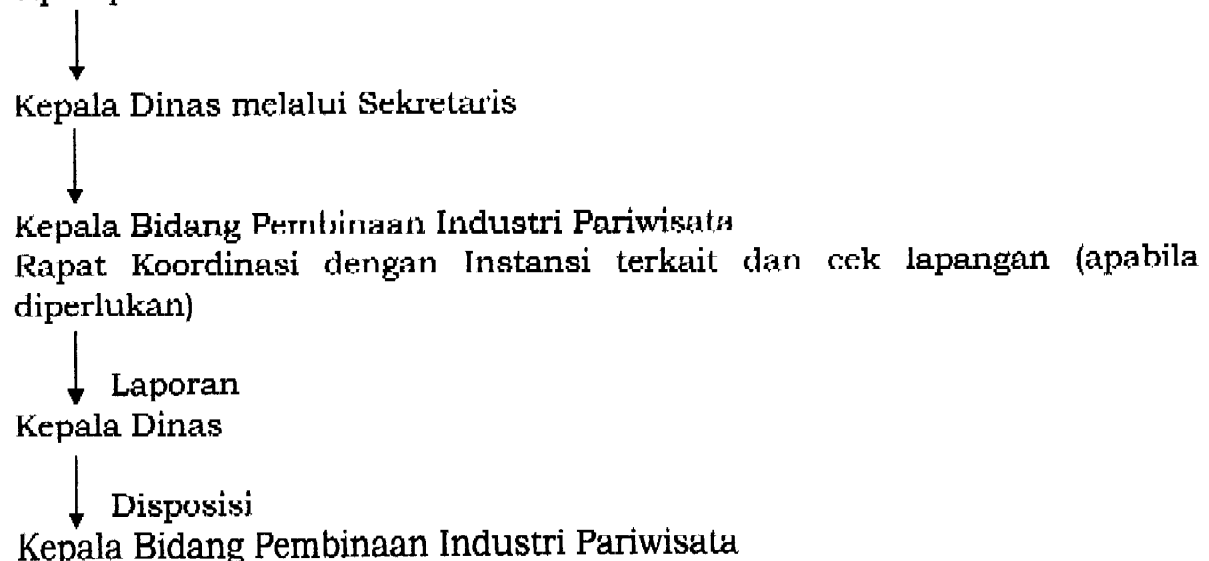 Kepala Dinas melalui Sekretaris
Kepala Bidang Pembinaan Industri Pariwisata
Rapat Koordinasi dengan Instansi terkait dan cek lapangan (apabila
diperlukan)
Laporan
Kepala Dinas
Disposisi
Kepala Bidang Pembinaan Industri Pariwisata